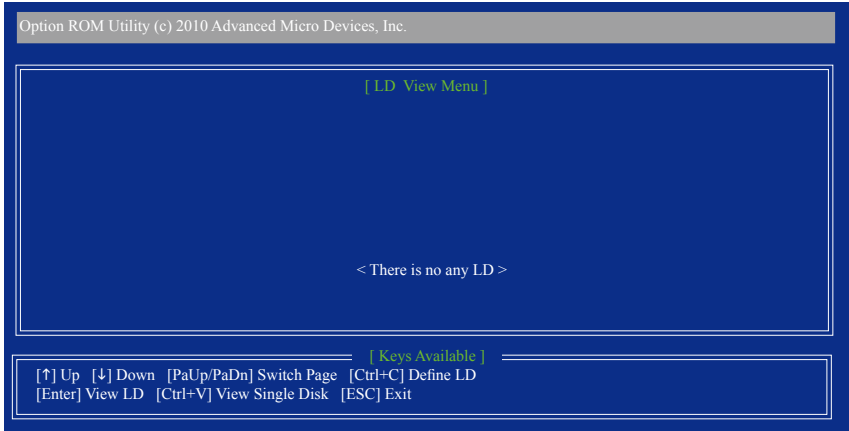 Option ROM Utility (c) 2010 Advanced Micro Devices, Inc.
[ LD View Menu ]
< There is no any LD >
[ Keys Available ]
[↑] Up [↓] Down [PaUp/PaDn] Switch Page [Ctrl+C] Define LD
[Enter] View LD [Ctrl+V] View Single Disk [ESC] Exit